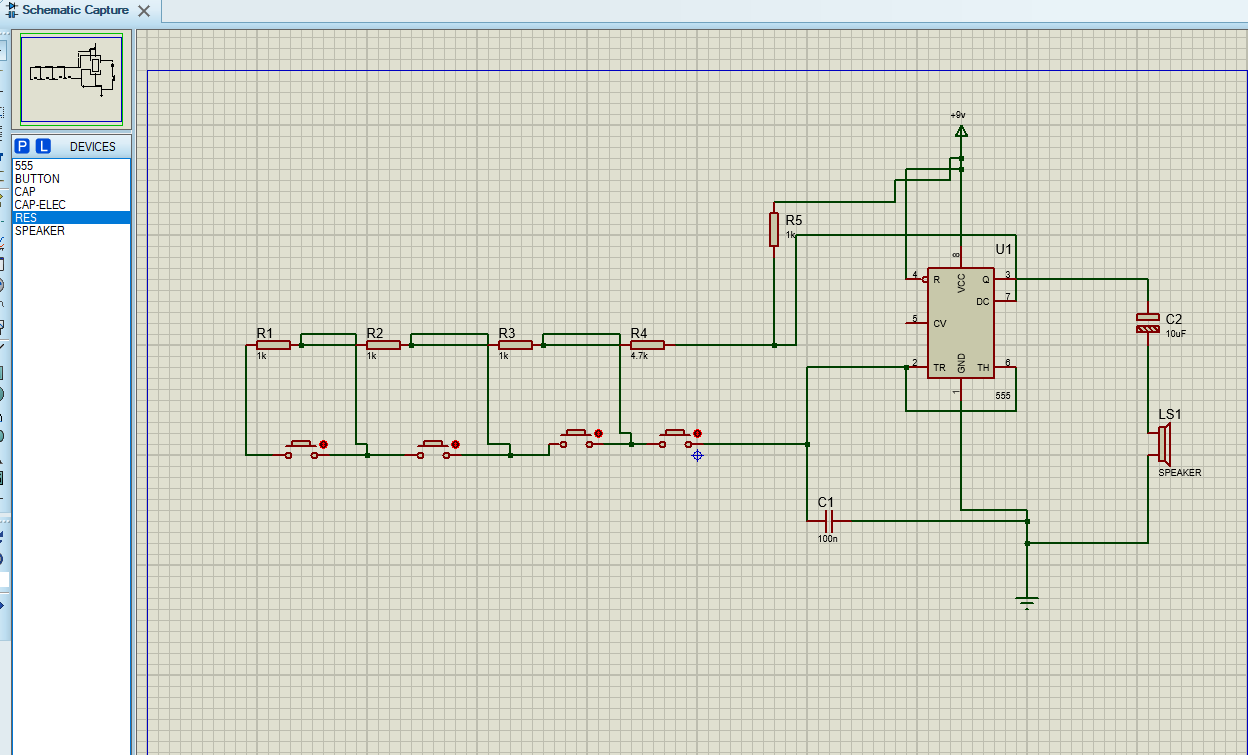 Schematic Capture
P L DEVICES
555
BUTTON
CAP
CAP-ELEC
RES
SPEAKER
+9v
R5
1k
U1
8
4 R VCC Q 3
DC 7
5 CV
2 TR GND TH 6
1
555
C2
10uF
R1
1k
R2
1k
R3
1k
R4
4.7k
LS1
SPEAKER
C1
100n